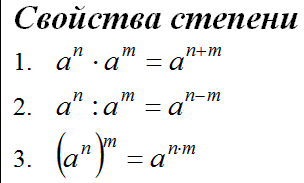 Свойства степени
1. aⁿ · aᵐ = aⁿ⁺ᵐ
2. aⁿ : aᵐ = aⁿ⁻ᵐ
3. (aⁿ)ᵐ = aⁿ·ᵐ